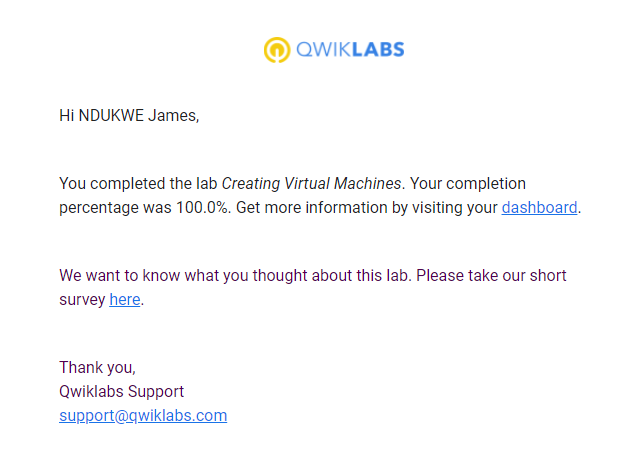 QWIKLABS
Hi NDUKWE James,
You completed the lab Creating Virtual Machines. Your completion
percentage was 100.0%. Get more information by visiting your dashboard.
We want to know what you thought about this lab. Please take our short
survey here.
Thank you,
Qwiklabs Support
support@qwiklabs.com